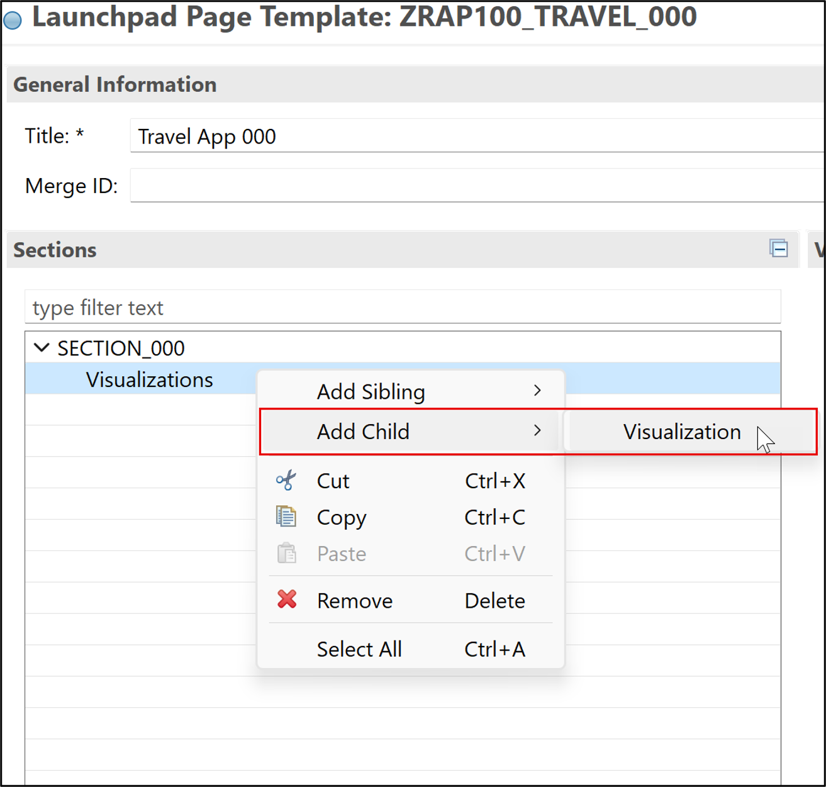 Launchpad Page Template: ZRAP100_TRAVEL_000
General Information
Title: * Travel App 000
Merge ID:
Sections
type filter text
SECTION_000
Visualizations
Add Sibling
Add Child
Visualization
Cut Ctrl+X
Copy Ctrl+C
Paste Ctrl+V
Remove Delete
Select All Ctrl+A